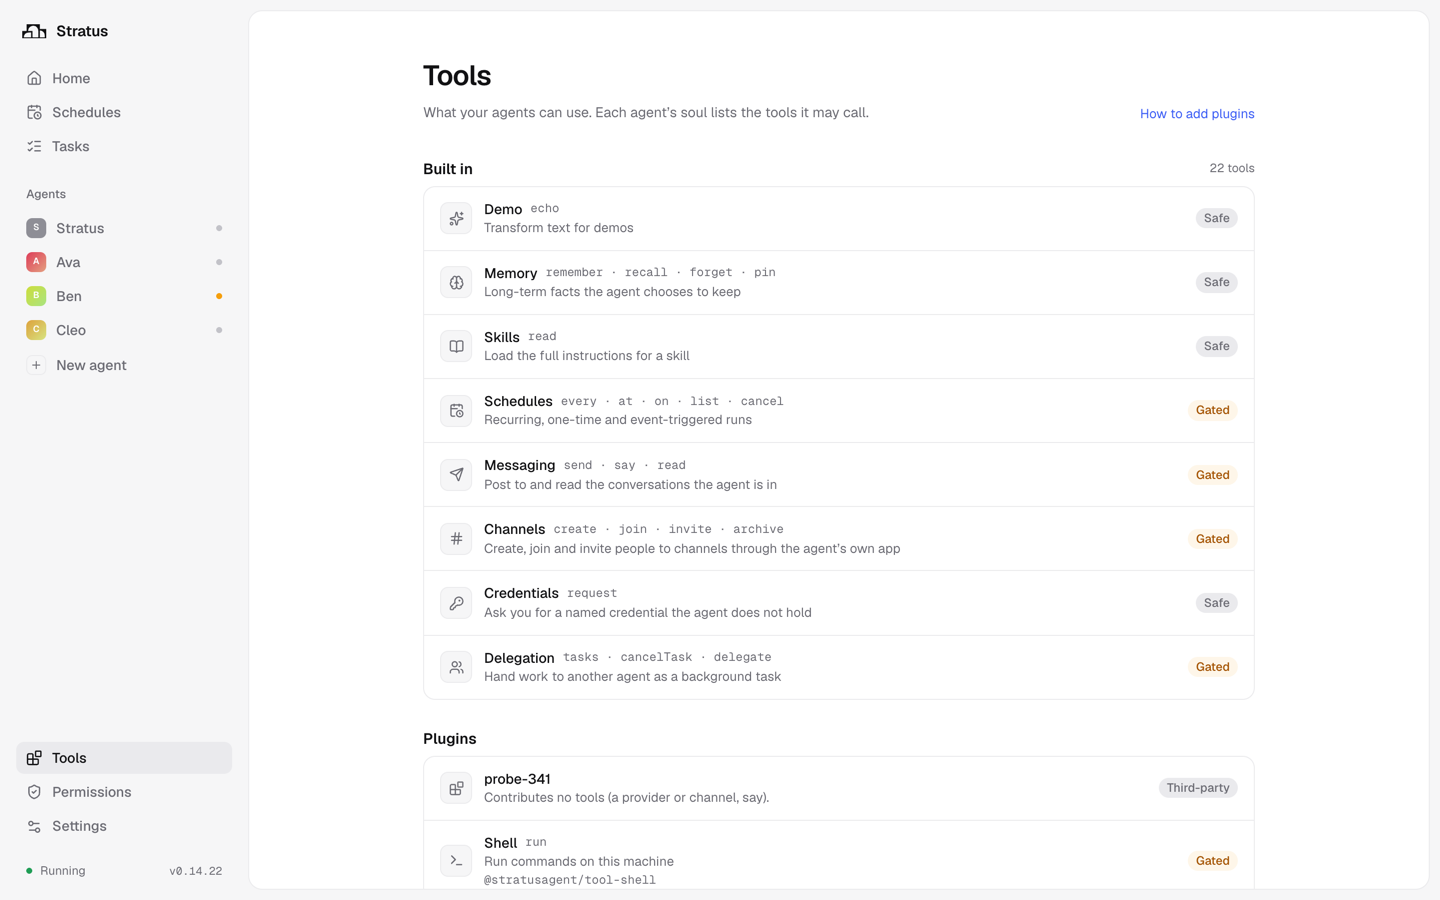 Stratus
Home
Schedules
Tasks
Agents
S Stratus
A Ava
B Ben
C Cleo
New agent
Tools
Permissions
Settings
Running v0.14.22
Tools
What your agents can use. Each agent's soul lists the tools it may call.
How to add plugins
Built in 22 tools
Demo echo
Transform text for demos
Safe
Memory remember · recall · forget · pin
Long-term facts the agent chooses to keep
Safe
Skills read
Load the full instructions for a skill
Safe
Schedules every · at · on · list · cancel
Recurring, one-time and event-triggered runs
Gated
Messaging send · say · read
Post to and read the conversations the agent is in
Gated
Channels create · join · invite · archive
Create, join and invite people to channels through the agent's own app
Gated
Credentials request
Ask you for a named credential the agent does not hold
Safe
Delegation tasks · cancelTask · delegate
Hand work to another agent as a background task
Gated
Plugins
probe-341
Contributes no tools (a provider or channel, say).
Third-party
Shell run
Run commands on this machine
@stratusagent/tool-shell
Gated